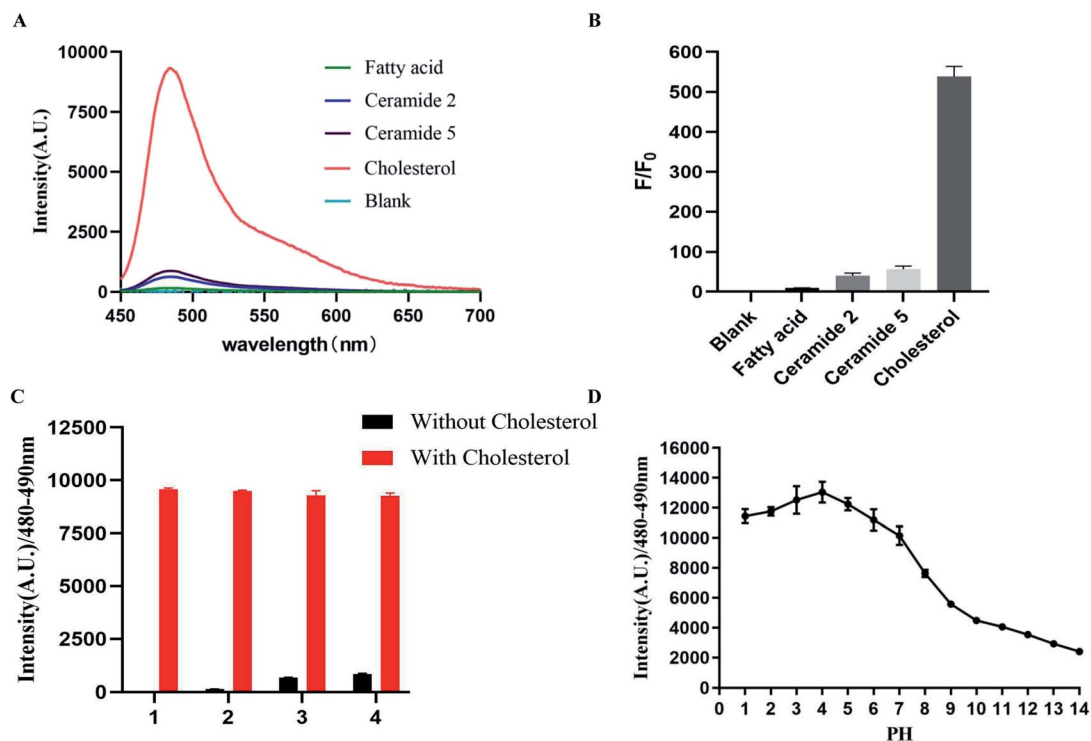 A
Intensity(A.U.)
10000
7500
5000
2500
0
450 500 550 600 650 700
wavelength(nm)
Fatty acid
Ceramide 2
Ceramide 5
Cholesterol
Blank
B
F/F0
600
500
400
300
200
100
0
Blank
Fatty acid
Ceramide 2
Ceramide 5
Cholesterol
C
Intensity(A.U.)/480-490nm
12500
10000
7500
5000
2500
0
1 2 3 4
Without Cholesterol
With Cholesterol
D
Intensity(A.U.)/480-490nm
16000
14000
12000
10000
8000
6000
4000
2000
0
0 1 2 3 4 5 6 7 8 9 10 11 12 13 14
PH